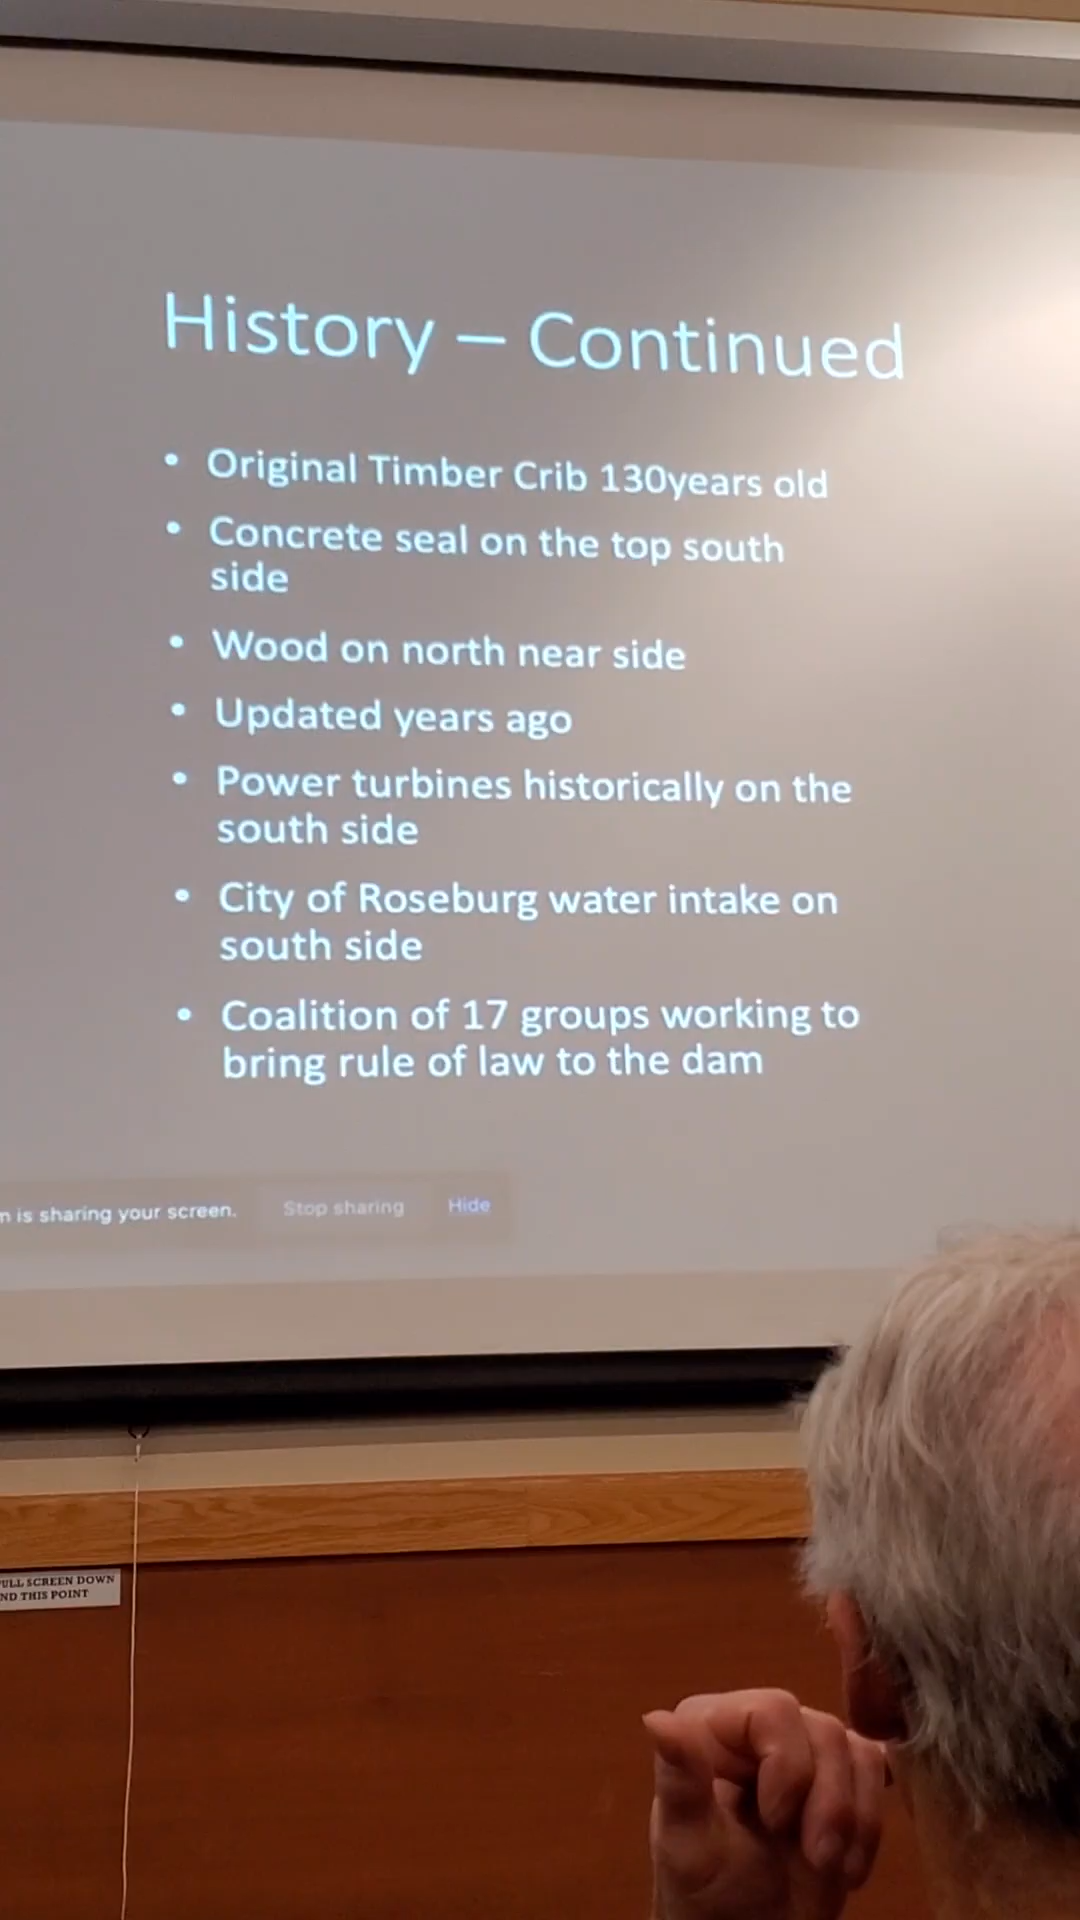 History – Continued
• Original Timber Crib 130years old
• Concrete seal on the top south
side
• Wood on north near side
• Updated years ago
• Power turbines historically on the
south side
• City of Roseburg water intake on
south side
• Coalition of 17 groups working to
bring rule of law to the dam
is sharing your screen. Stop sharing Hide
SCREEN DOWN
THIS POINT